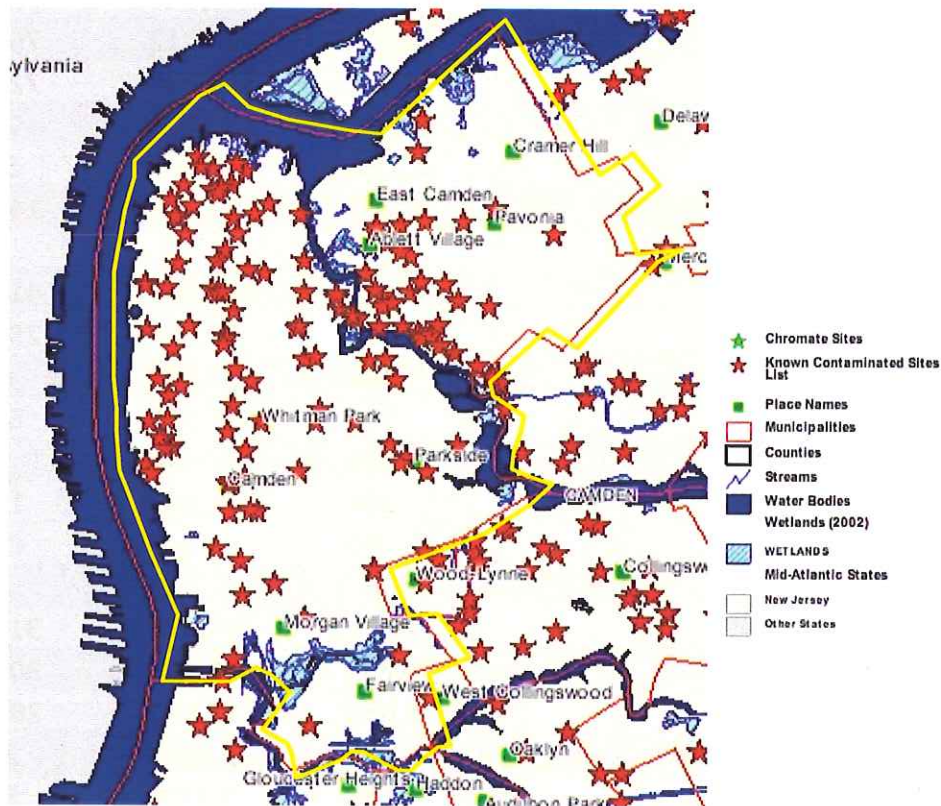 sylvania
Delaw
Cramer Hill
East Camden
Pavonia
Ablett Village
Merc
Whitman Park
Parkside
Camden
CAMDEN
Wood-Lynne
Collingsw
Morgan Village
Fairview
West Collingswood
Oaklyn
Gloucester Heights
Haddon
Audubon Park
Chromate Sites
Known Contaminated Sites
List
Place Names
Municipalities
Counties
Streams
Water Bodies
Wetlands (2002)
WETLANDS
Mid-Atlantic States
New Jersey
Other States